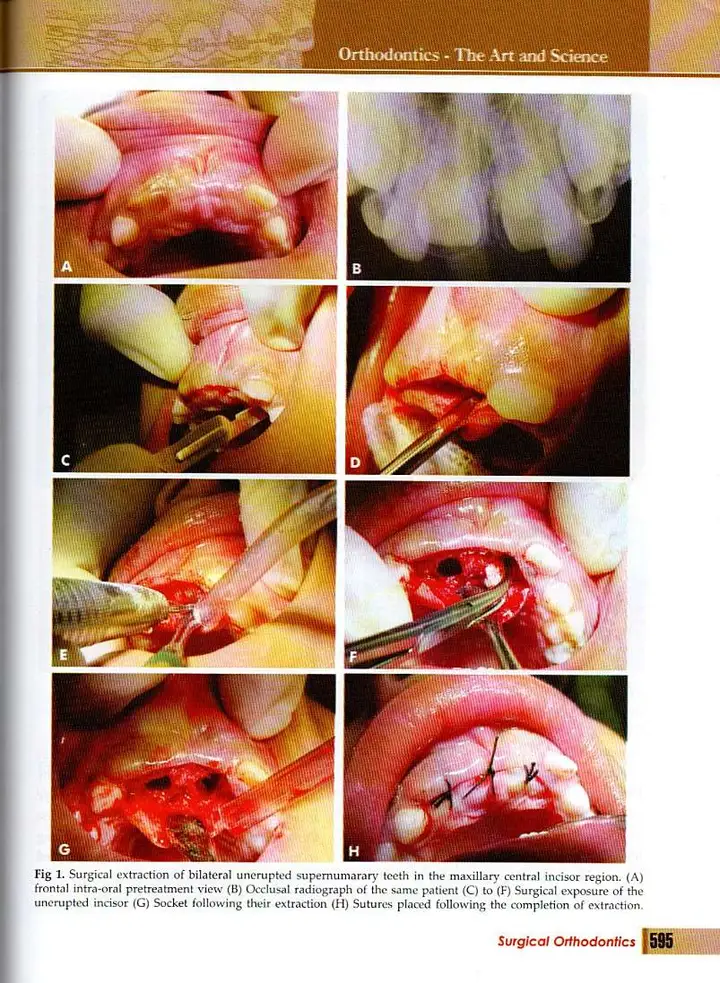 Orthodontics - The Art and Science
A
B
C
D
E
F
G
H
Fig 1. Surgical extraction of bilateral unerupted supernumarary teeth in the maxillary central incisor region. (A)
frontal intra-oral pretreatment view (B) Occlusal radiograph of the same patient (C) to (F) Surgical exposure of the
unerupted incisor (G) Socket following their extraction (H) Sutures placed following the completion of extraction.
Surgical Orthodontics 595